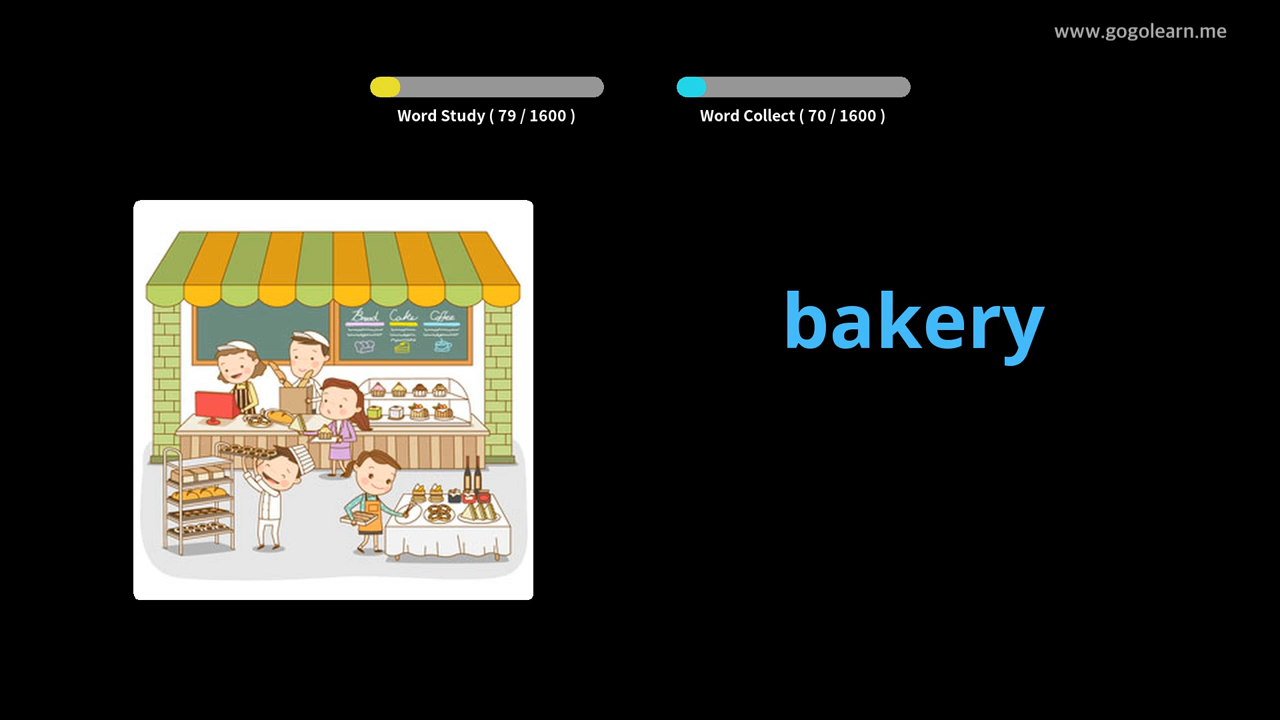 www.gogolearn.me
Word Study ( 79 / 1600 )
Word Collect ( 70 / 1600 )
Bread Cake Coffee
bakery